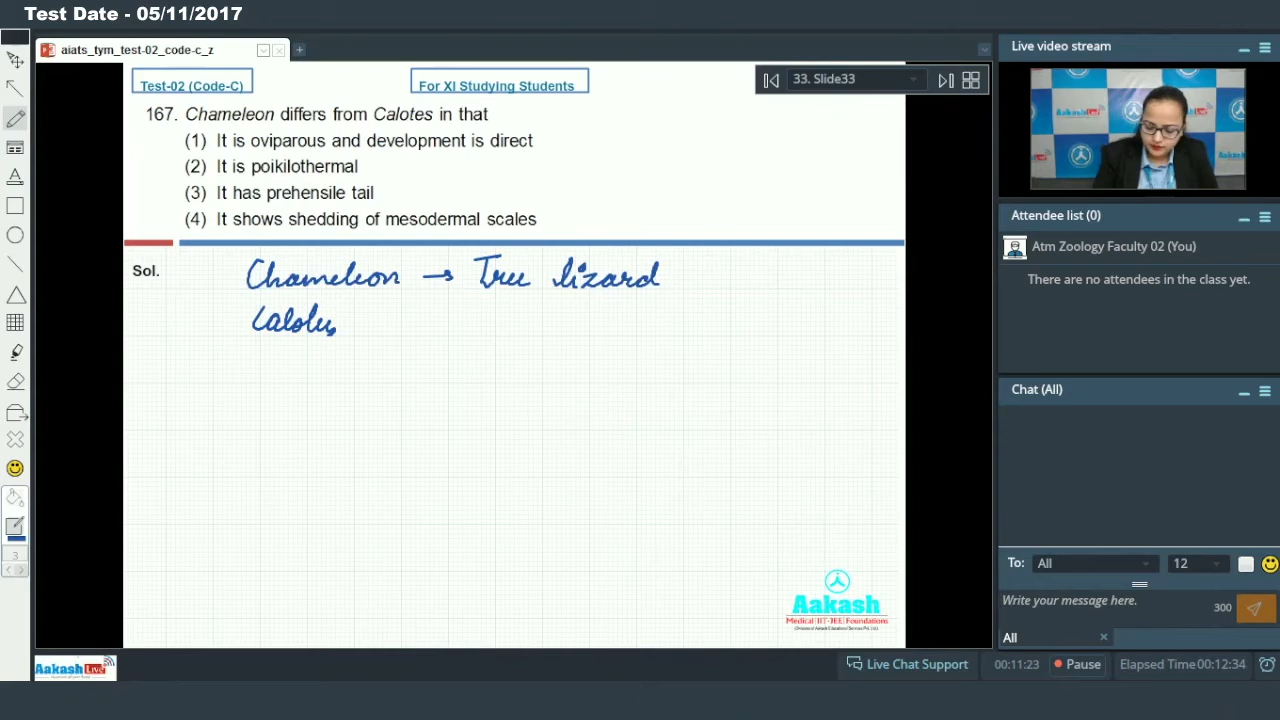 Test Date - 05/11/2017
aiats_tym_test-02_code-c_z
Live video stream
Test-02 (Code-C)
For XI Studying Students
33. Slide33
167. Chameleon differs from Calotes in that
(1) It is oviparous and development is direct
(2) It is poikilothermal
(3) It has prehensile tail
(4) It shows shedding of mesodermal scales
Sol.
Chameleon → Tree lizard
Calotes
Attendee list (0)
Atm Zoology Faculty 02 (You)
There are no attendees in the class yet.
Chat (All)
To: All 12
Write your message here. 300
All
3
Aakash
Medical | IIT-JEE | Foundations
Aakash Live
Live Chat Support 00:11:23 Pause Elapsed Time 00:12:34